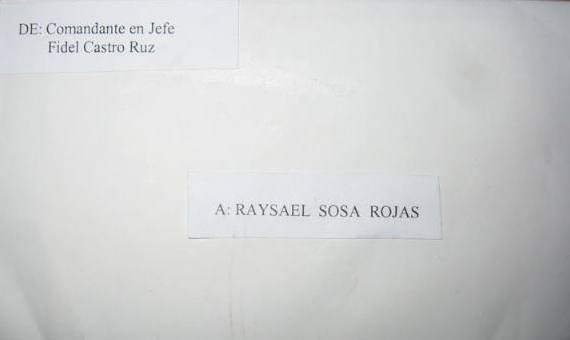 DE: Comandante en Jefe
Fidel Castro Ruz
A: RAYSAEL SOSA ROJAS